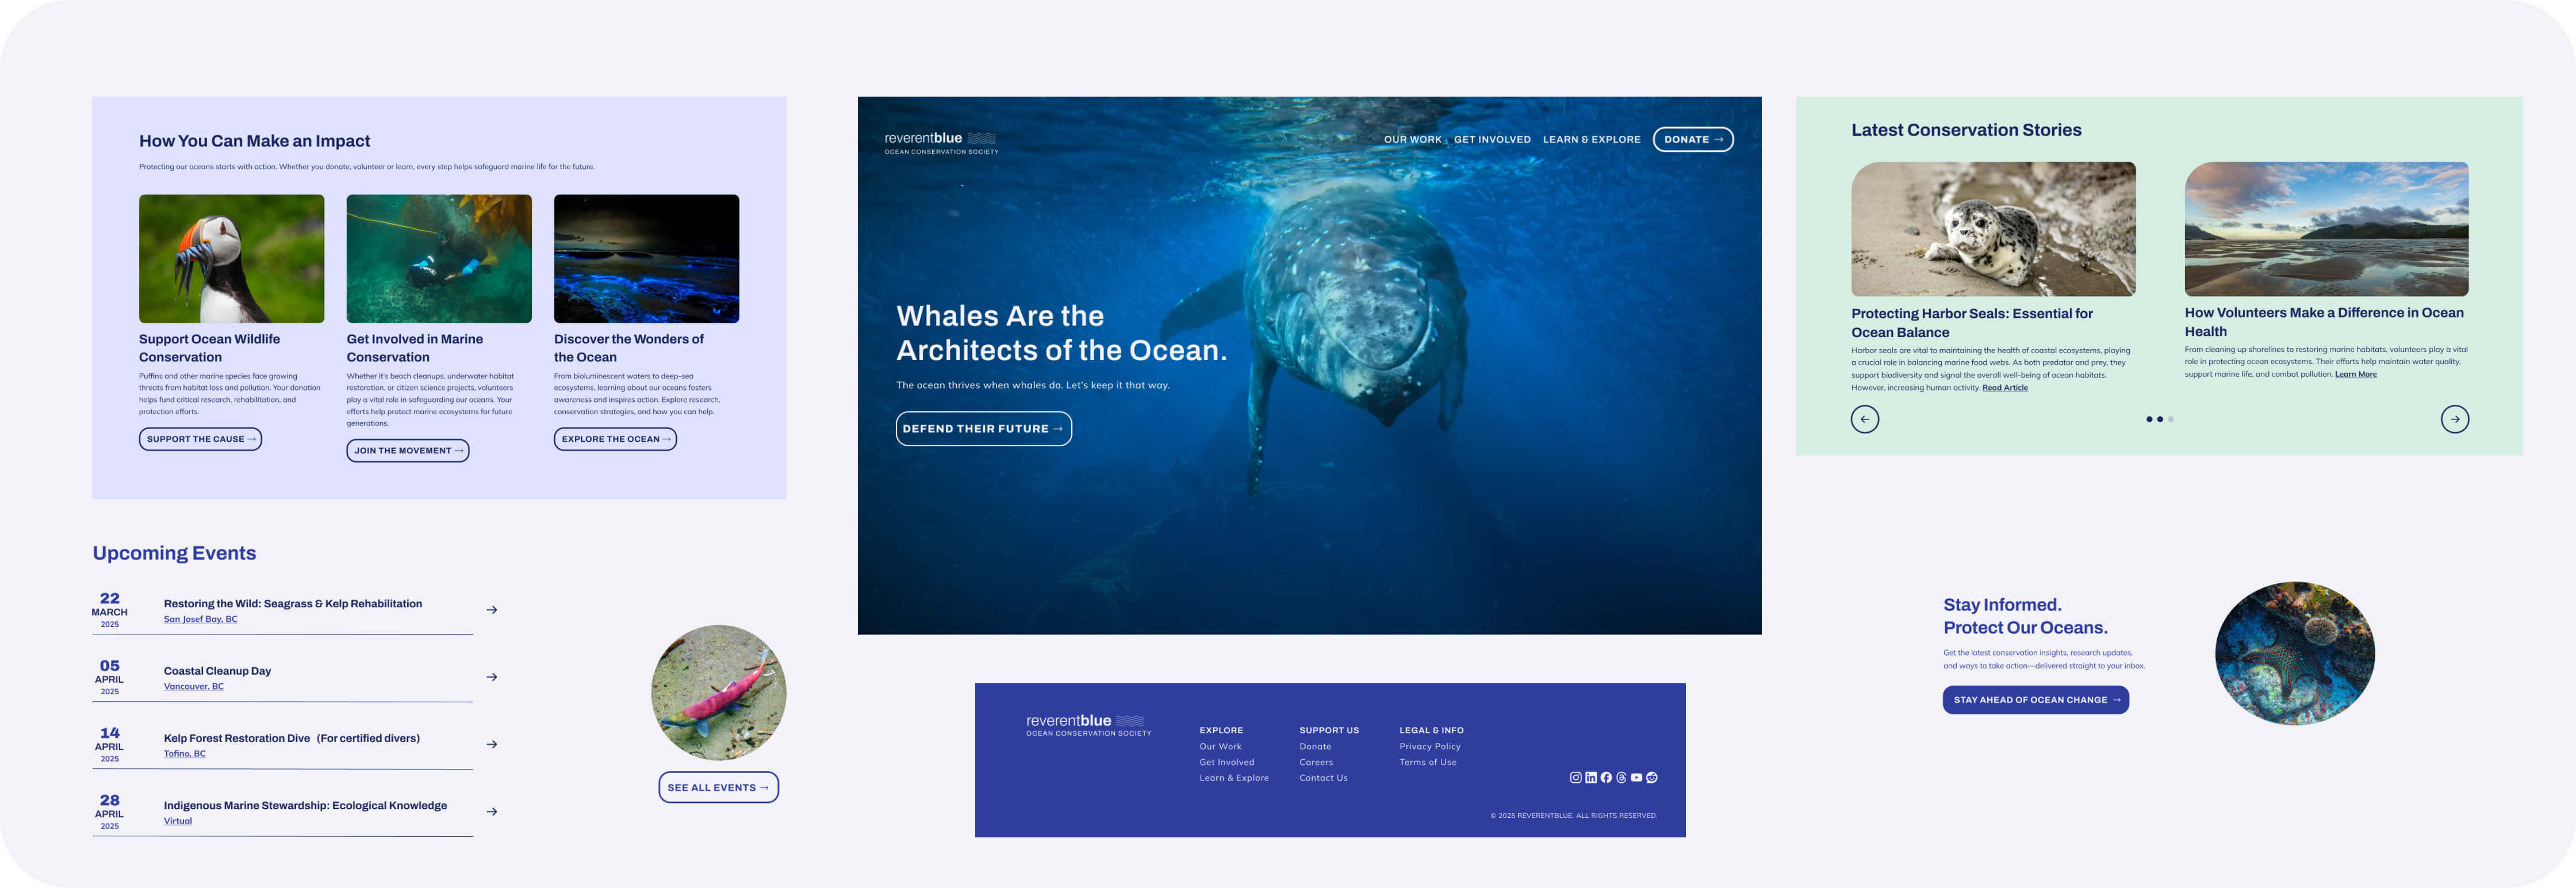 How You Can Make an Impact
Protecting our oceans starts with action. Whether you donate, volunteer or learn, every step helps safeguard marine life for the future.
Support Ocean Wildlife
Conservation
Puffins and other marine species face growing
threats from habitat loss and pollution. Your donation
helps fund critical research, rehabilitation, and
protection efforts.
SUPPORT THE CAUSE →
Get Involved in Marine
Conservation
Whether it's beach cleanups, underwater habitat
restoration, or citizen science projects, volunteers
play a vital role in safeguarding our oceans. Your
efforts help protect marine ecosystems for future
generations.
JOIN THE MOVEMENT →
Discover the Wonders of
the Ocean
From bioluminescent waters to deep-sea
ecosystems, learning about our oceans fosters
awareness and inspires action. Explore research,
conservation strategies, and how you can help.
EXPLORE THE OCEAN →
Upcoming Events
22
MARCH
2025
Restoring the Wild: Seagrass & Kelp Rehabilitation
San Josef Bay, BC
05
APRIL
2025
Coastal Cleanup Day
Vancouver, BC
14
APRIL
2025
Kelp Forest Restoration Dive (For certified divers)
Tofino, BC
28
APRIL
2025
Indigenous Marine Stewardship: Ecological Knowledge
Virtual
SEE ALL EVENTS →
reverentblue
OCEAN CONSERVATION SOCIETY
OUR WORK GET INVOLVED LEARN & EXPLORE DONATE →
Whales Are the
Architects of the Ocean.
The ocean thrives when whales do. Let's keep it that way.
DEFEND THEIR FUTURE →
reverentblue
OCEAN CONSERVATION SOCIETY
EXPLORE
Our Work
Get Involved
Learn & Explore
SUPPORT US
Donate
Careers
Contact Us
LEGAL & INFO
Privacy Policy
Terms of Use
© 2025 REVERENTBLUE. ALL RIGHTS RESERVED.
Latest Conservation Stories
Protecting Harbor Seals: Essential for
Ocean Balance
Harbor seals are vital to maintaining the health of coastal ecosystems, playing
a crucial role in balancing marine food webs. As both predator and prey, they
support biodiversity and signal the overall well-being of ocean habitats.
However, increasing human activity. Read Article
How Volunteers Make a Difference in Ocean
Health
From cleaning up shorelines to restoring marine habitats, volunteers play a vital
role in protecting ocean ecosystems. Their efforts help maintain water quality,
support marine life, and combat pollution. Learn More
Stay Informed.
Protect Our Oceans.
Get the latest conservation insights, research updates,
and ways to take action—delivered straight to your inbox.
STAY AHEAD OF OCEAN CHANGE →